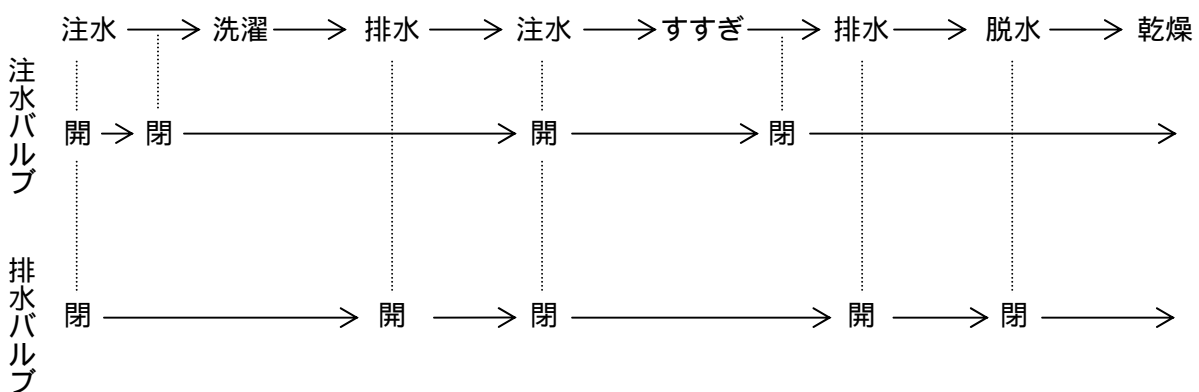 注水 → 洗濯 → 排水 → 注水 → すすぎ → 排水 → 脱水 → 乾燥
注水バルブ
開 → 閉 → 開 → 閉 →
排水バルブ
閉 → 開 → 閉 → 開 → 閉 →